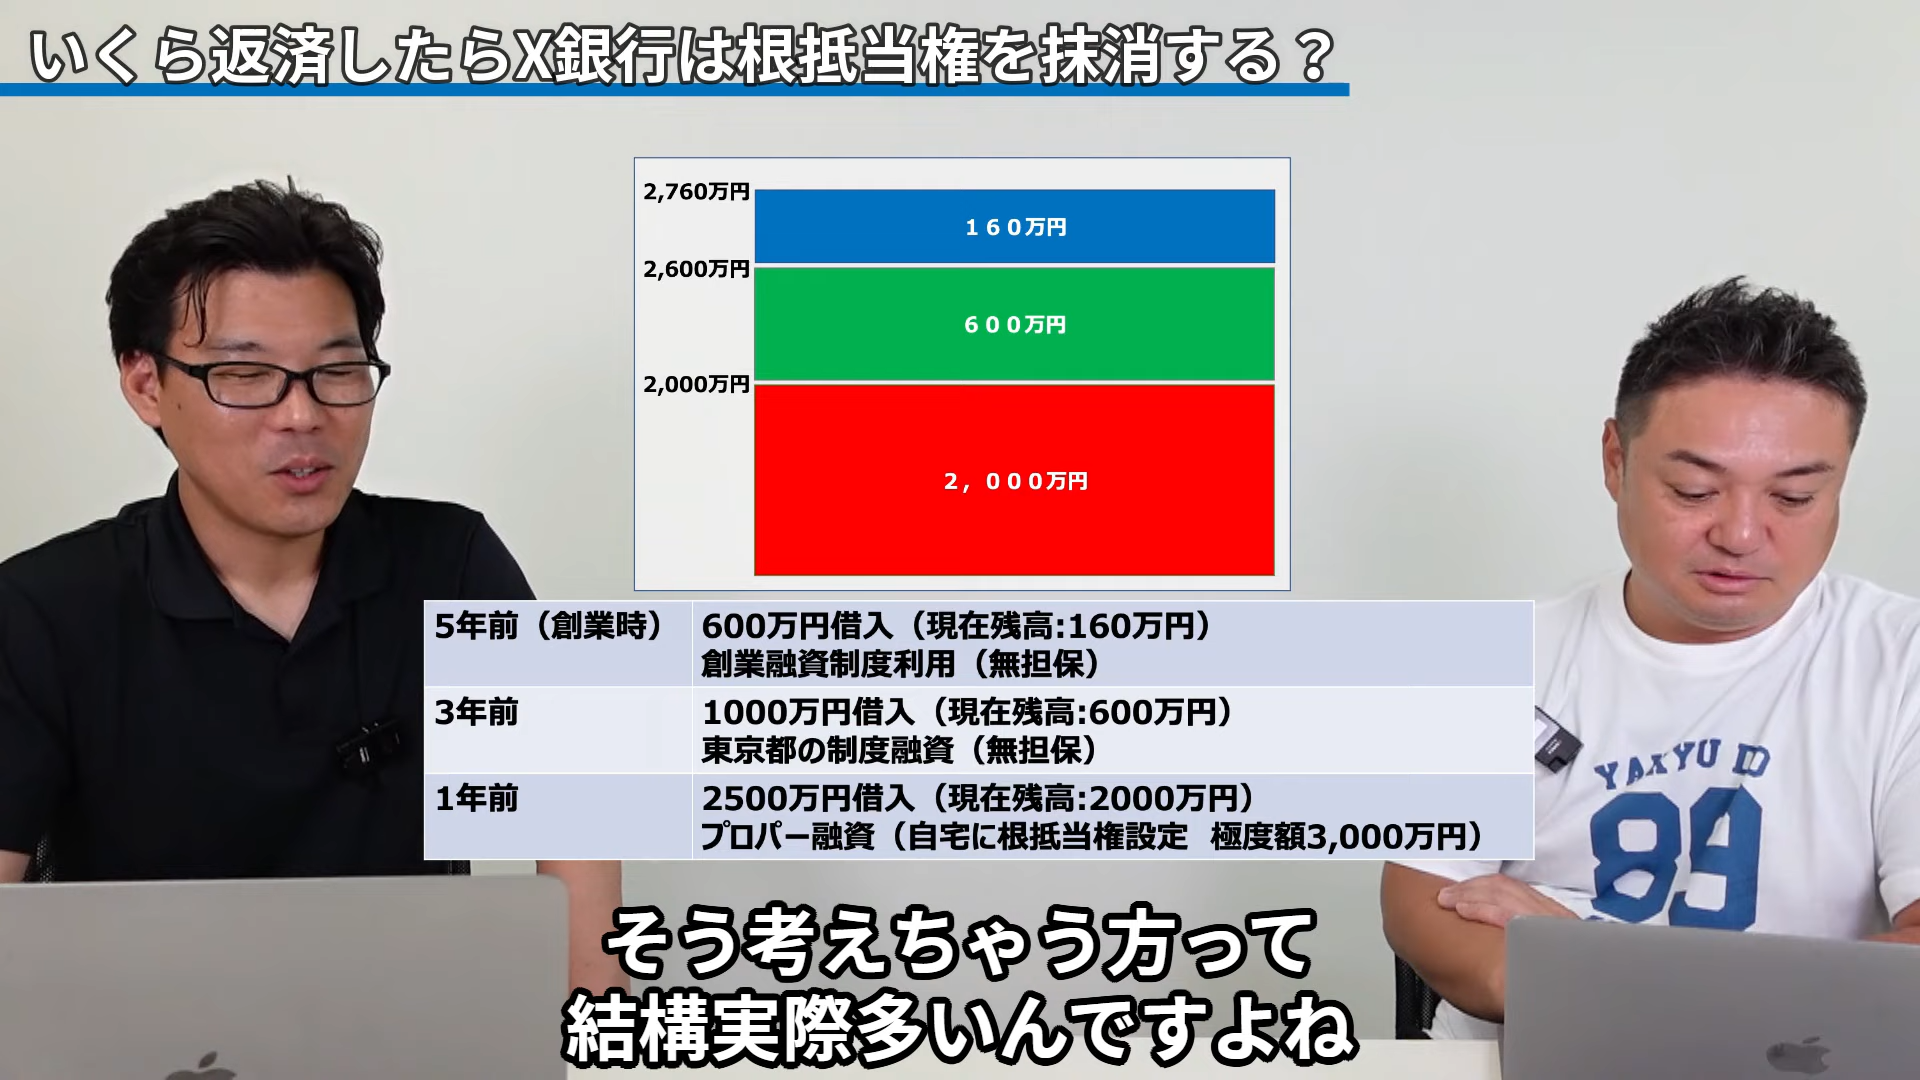 いくら返済したらX銀行は根抵当権を抹消する？
2,760万円
１６０万円
2,600万円
６００万円
2,000万円
２，０００万円
5年前（創業時）
600万円借入（現在残高:160万円）
創業融資制度利用（無担保）
3年前
1000万円借入（現在残高:600万円）
東京都の制度融資（無担保）
1年前
2500万円借入（現在残高:2000万円）
プロパー融資（自宅に根抵当権設定　極度額3,000万円）
YAKYU
89
そう考えちゃう方って
結構実際多いんですよね